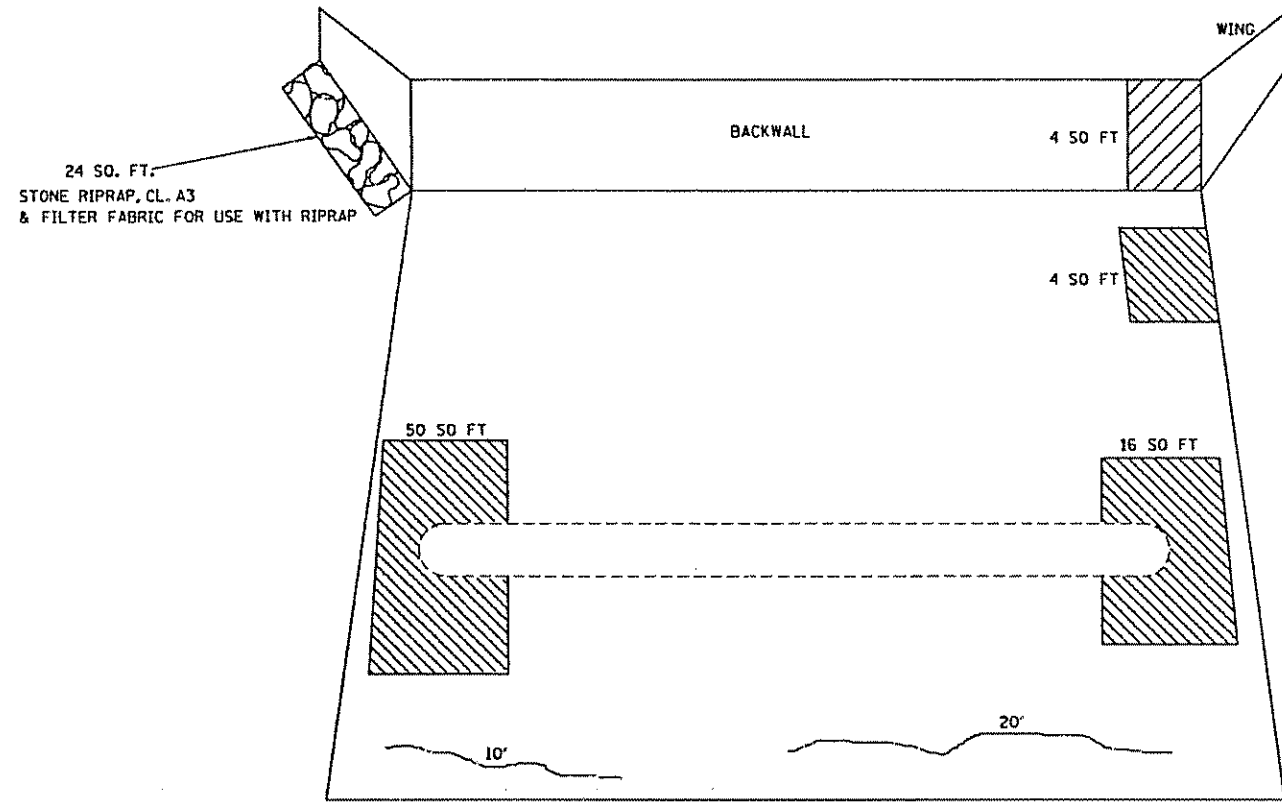 WING
BACKWALL
4 SQ FT
24 SQ. FT.
STONE RIPRAP, CL. A3
& FILTER FABRIC FOR USE WITH RIPRAP
4 SQ FT
50 SQ FT
16 SQ FT
10'
20'